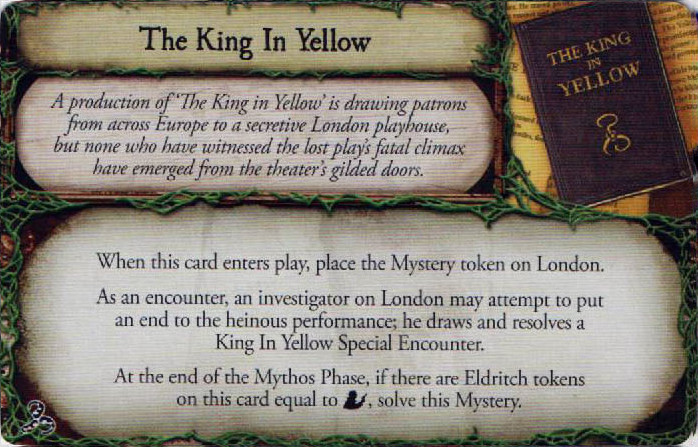 The King In Yellow
A production of 'The King in Yellow' is drawing patrons
from across Europe to a secretive London playhouse,
but none who have witnessed the lost play's fatal climax
have emerged from the theater's gilded doors.
THE KING
IN
YELLOW
When this card enters play, place the Mystery token on London.
As an encounter, an investigator on London may attempt to put
an end to the heinous performance; he draws and resolves a
King In Yellow Special Encounter.
At the end of the Mythos Phase, if there are Eldritch tokens
on this card equal to , solve this Mystery.